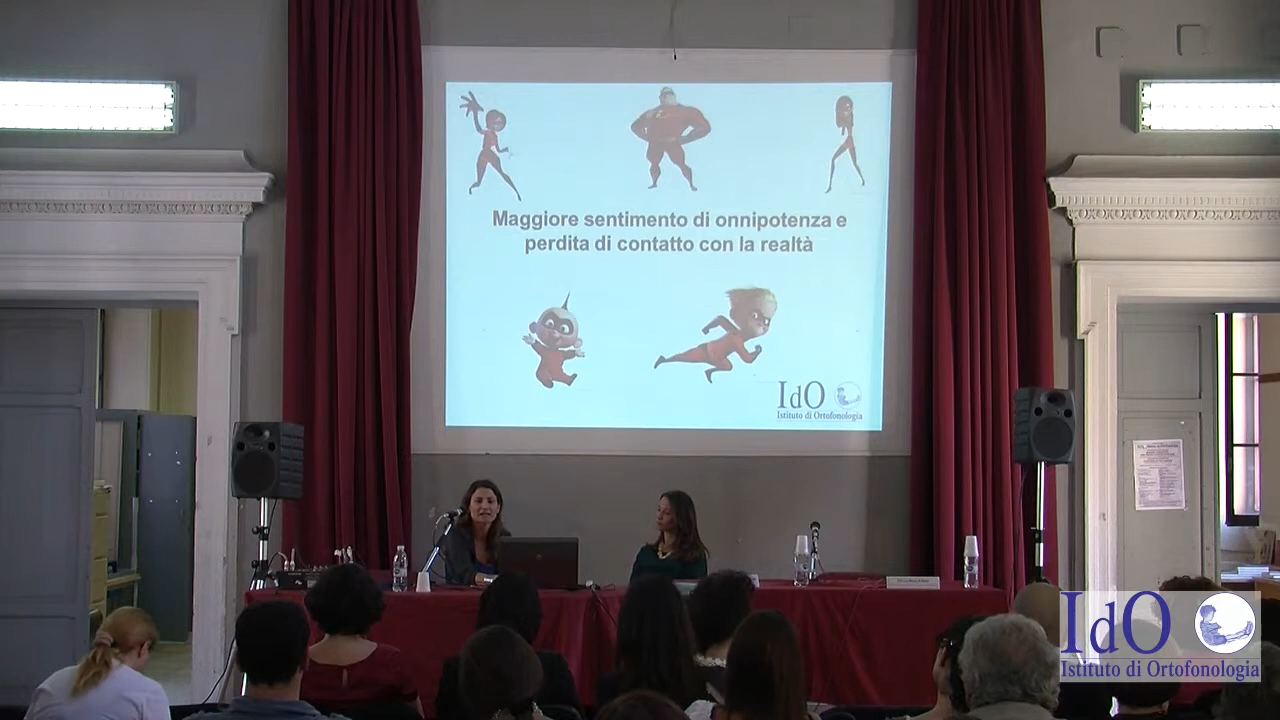 Maggiore sentimento di onnipotenza e
perdita di contatto con la realtà
IdO
Istituto di Ortofonologia
IdO
Istituto di Ortofonologia